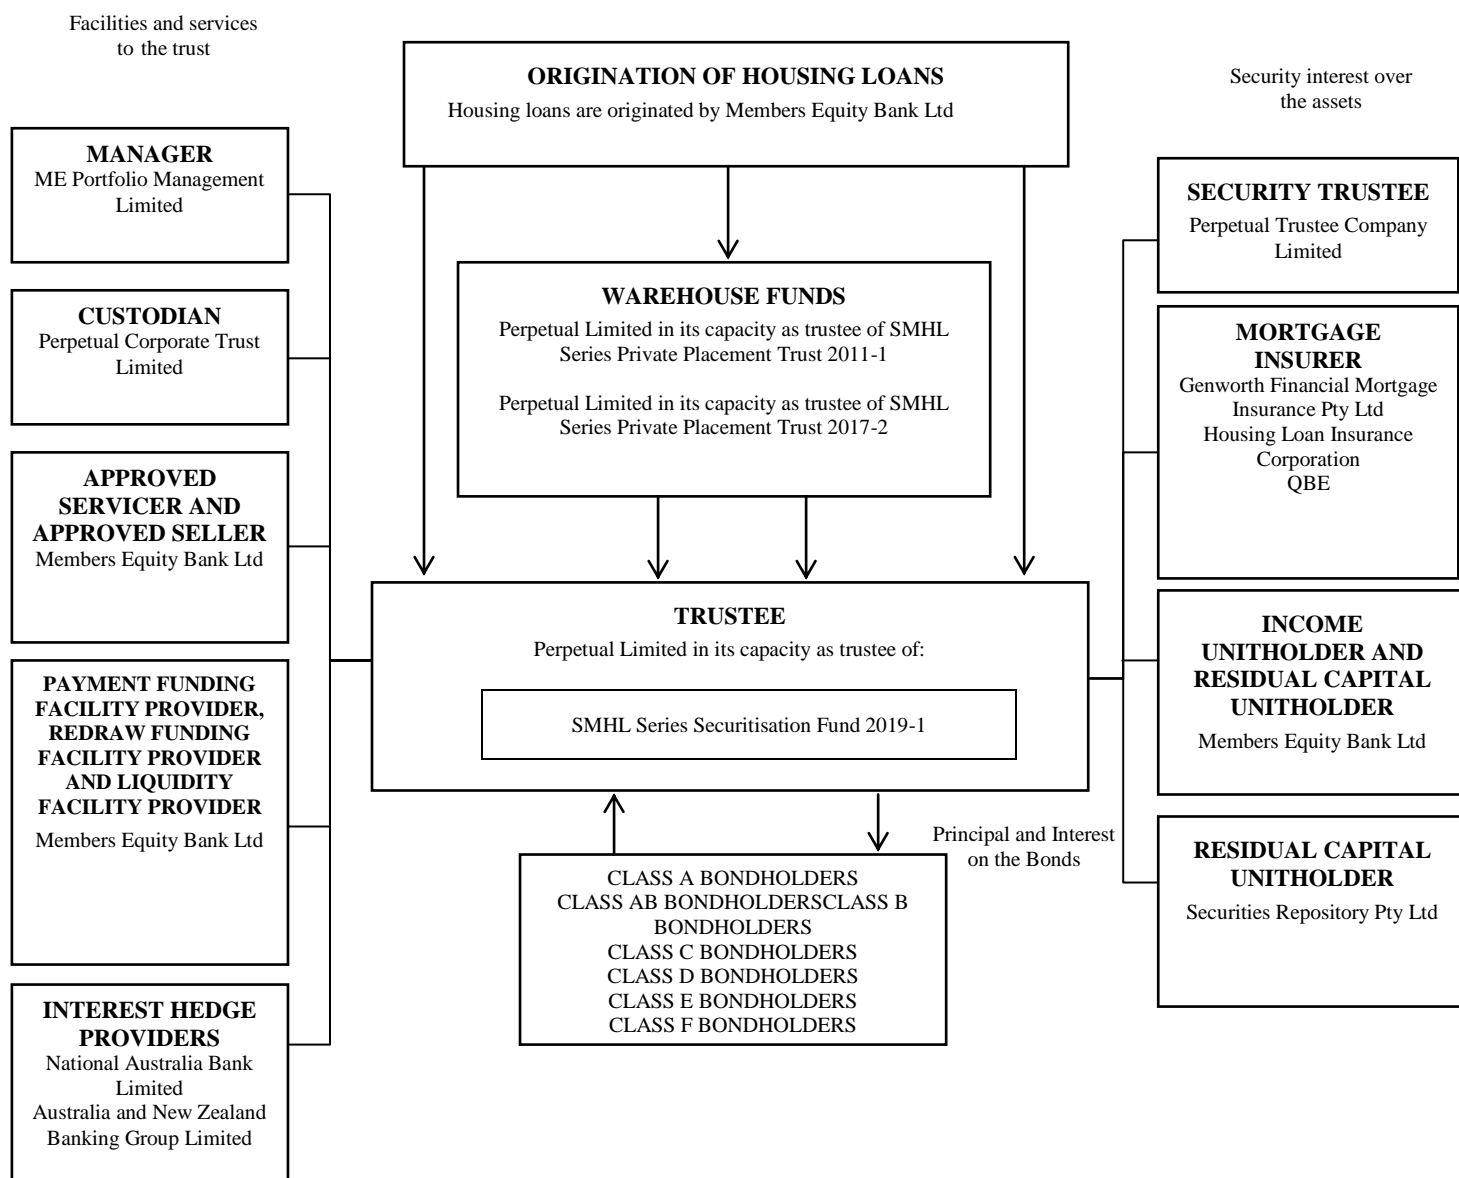 Facilities and services
to the trust
ORIGINATION OF HOUSING LOANS
Housing loans are originated by Members Equity Bank Ltd
Security interest over
the assets
MANAGER
ME Portfolio Management
Limited
CUSTODIAN
Perpetual Corporate Trust
Limited
APPROVED
SERVICER AND
APPROVED SELLER
Members Equity Bank Ltd
PAYMENT FUNDING
FACILITY PROVIDER,
REDRAW FUNDING
FACILITY PROVIDER
AND LIQUIDITY
FACILITY PROVIDER
Members Equity Bank Ltd
INTEREST HEDGE
PROVIDERS
National Australia Bank
Limited
Australia and New Zealand
Banking Group Limited
WAREHOUSE FUNDS
Perpetual Limited in its capacity as trustee of SMHL
Series Private Placement Trust 2011-1
Perpetual Limited in its capacity as trustee of SMHL
Series Private Placement Trust 2017-2
TRUSTEE
Perpetual Limited in its capacity as trustee of:
SMHL Series Securitisation Fund 2019-1
Principal and Interest
on the Bonds
CLASS A BONDHOLDERS
CLASS AB BONDHOLDERSCLASS B
BONDHOLDERS
CLASS C BONDHOLDERS
CLASS D BONDHOLDERS
CLASS E BONDHOLDERS
CLASS F BONDHOLDERS
SECURITY TRUSTEE
Perpetual Trustee Company
Limited
MORTGAGE
INSURER
Genworth Financial Mortgage
Insurance Pty Ltd
Housing Loan Insurance
Corporation
QBE
INCOME
UNITHOLDER AND
RESIDUAL CAPITAL
UNITHOLDER
Members Equity Bank Ltd
RESIDUAL CAPITAL
UNITHOLDER
Securities Repository Pty Ltd